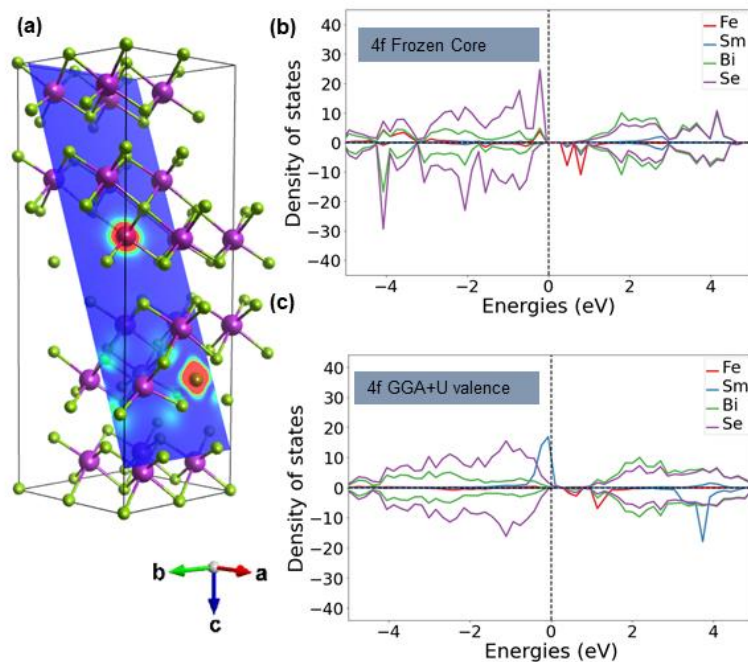 (a)
b
a
c
(b)
4f Frozen Core
Fe
Sm
Bi
Se
Density of states
40
30
20
10
0
−10
−20
−30
−40
−4
−2
0
2
4
Energies (eV)
(c)
4f GGA+U valence
Fe
Sm
Bi
Se
Density of states
40
30
20
10
0
−10
−20
−30
−40
−4
−2
0
2
4
Energies (eV)